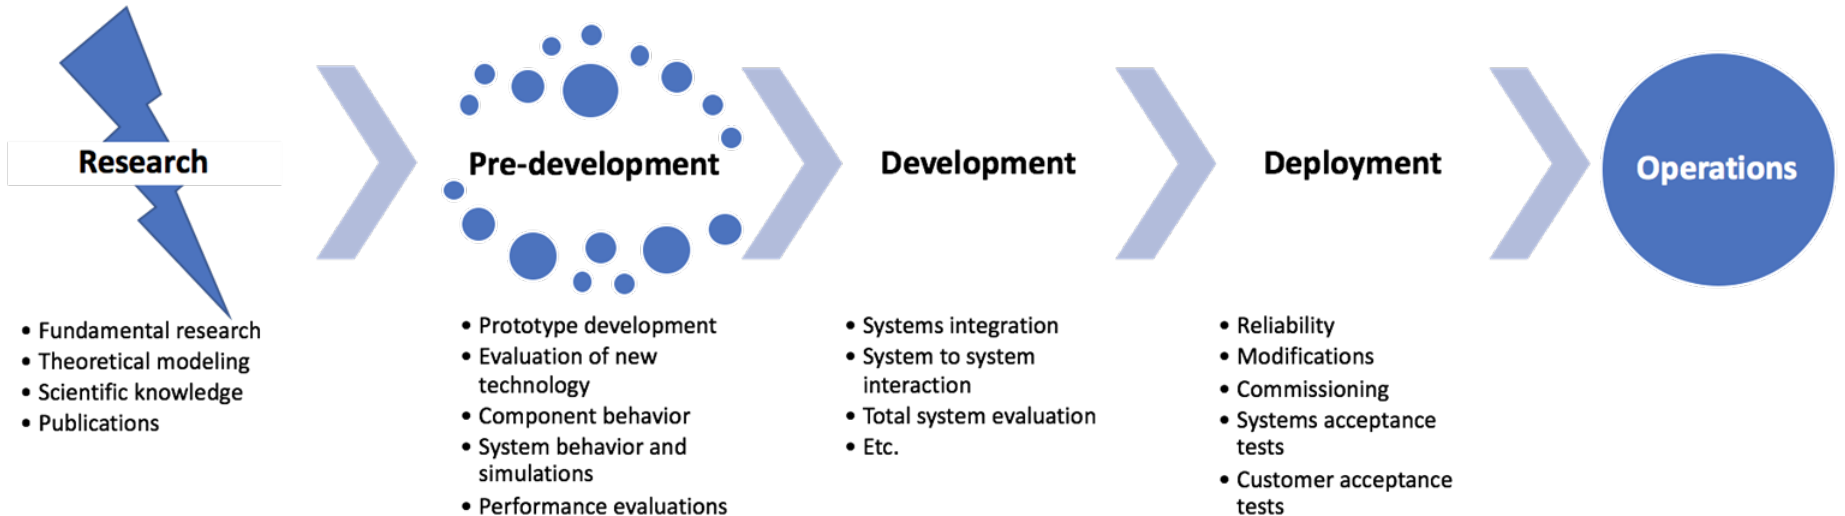 Research
Pre-development
Development
Deployment
Operations
• Fundamental research
• Theoretical modeling
• Scientific knowledge
• Publications
• Prototype development
• Evaluation of new
technology
• Component behavior
• System behavior and
simulations
• Performance evaluations
• Systems integration
• System to system
interaction
• Total system evaluation
• Etc.
• Reliability
• Modifications
• Commissioning
• Systems acceptance
tests
• Customer acceptance
tests